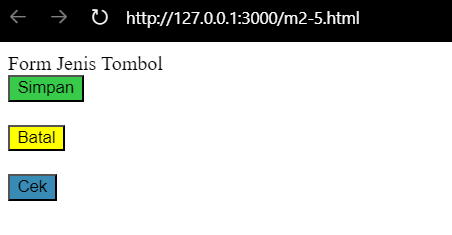 http://127.0.0.1:3000/m2-5.html
Form Jenis Tombol
Simpan
Batal
Cek